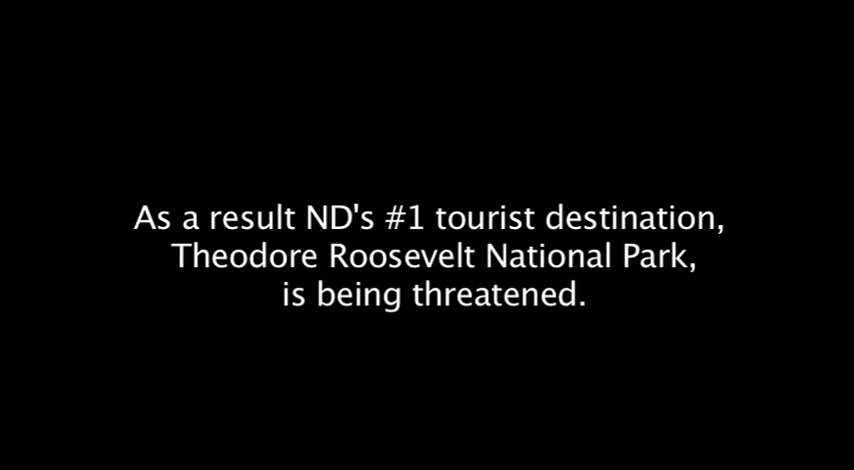 As a result ND's #1 tourist destination,
Theodore Roosevelt National Park,
is being threatened.